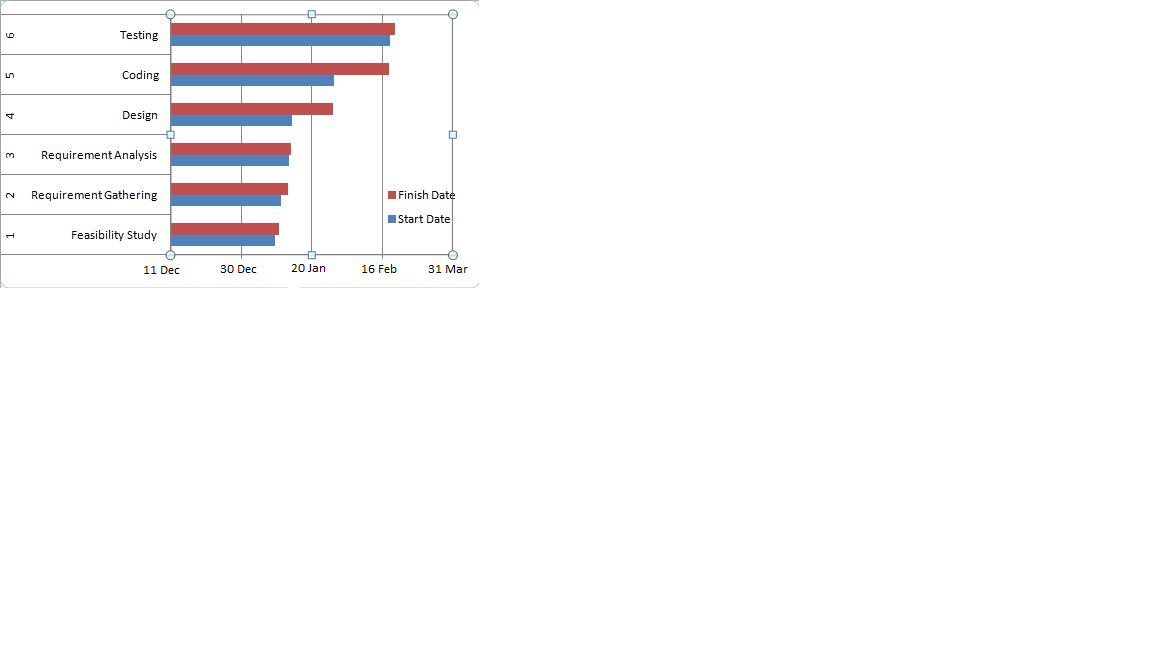 6 Testing
5 Coding
4 Design
3 Requirement Analysis
2 Requirement Gathering
1 Feasibility Study
Finish Date
Start Date
11 Dec 30 Dec 20 Jan 16 Feb 31 Mar